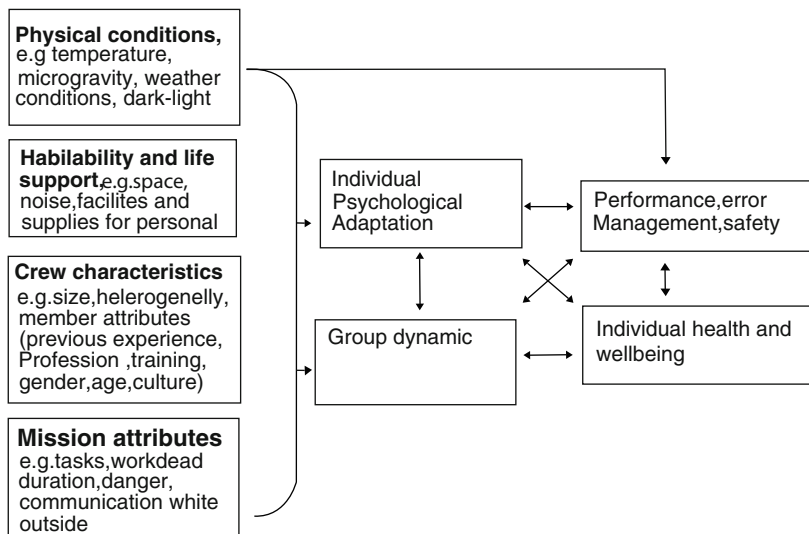 Physical conditions,
e.g temperature,
microgravity, weather
conditions, dark-light
Habilability and life
support,e.g.space,
noise,facilites and
supplies for personal
Crew characteristics
e.g.size,helerogenelly,
member attributes
(previous experience,
Profession ,training,
gender,age,culture)
Mission attributes
e.g.tasks,workdead
duration,danger,
communication white
outside
Individual
Psychological
Adaptation
Group dynamic
Performance,error
Management,safety
Individual health and
wellbeing